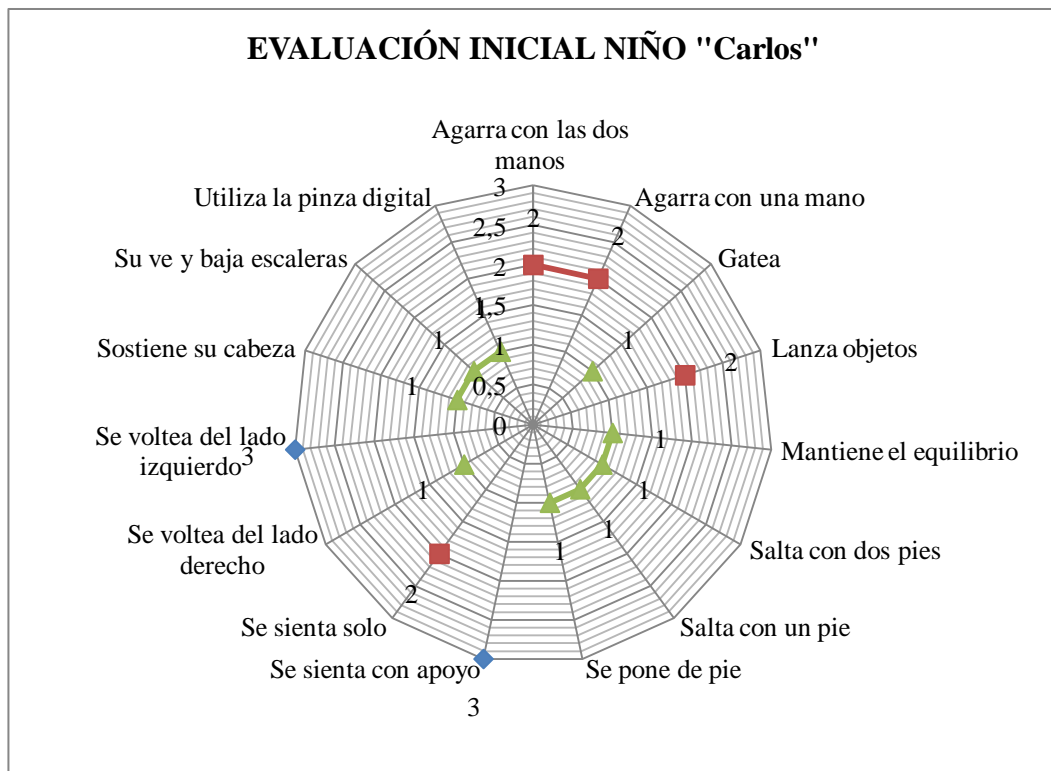 EVALUACIÓN INICIAL NIÑO "Carlos"
Agarra con las dos
manos
Utiliza la pinza digital
Agarra con una mano
Su ve y baja escaleras
Gatea
Sostiene su cabeza
Lanza objetos
Se voltea del lado
izquierdo
Mantiene el equilibrio
Se voltea del lado
derecho
Salta con dos pies
Se sienta solo
Salta con un pie
Se sienta con apoyo
Se pone de pie
3
2,5
2
1,5
1
0,5
0
2
2
1
2
1
1
1
1
3
2
1
3
1
1
1